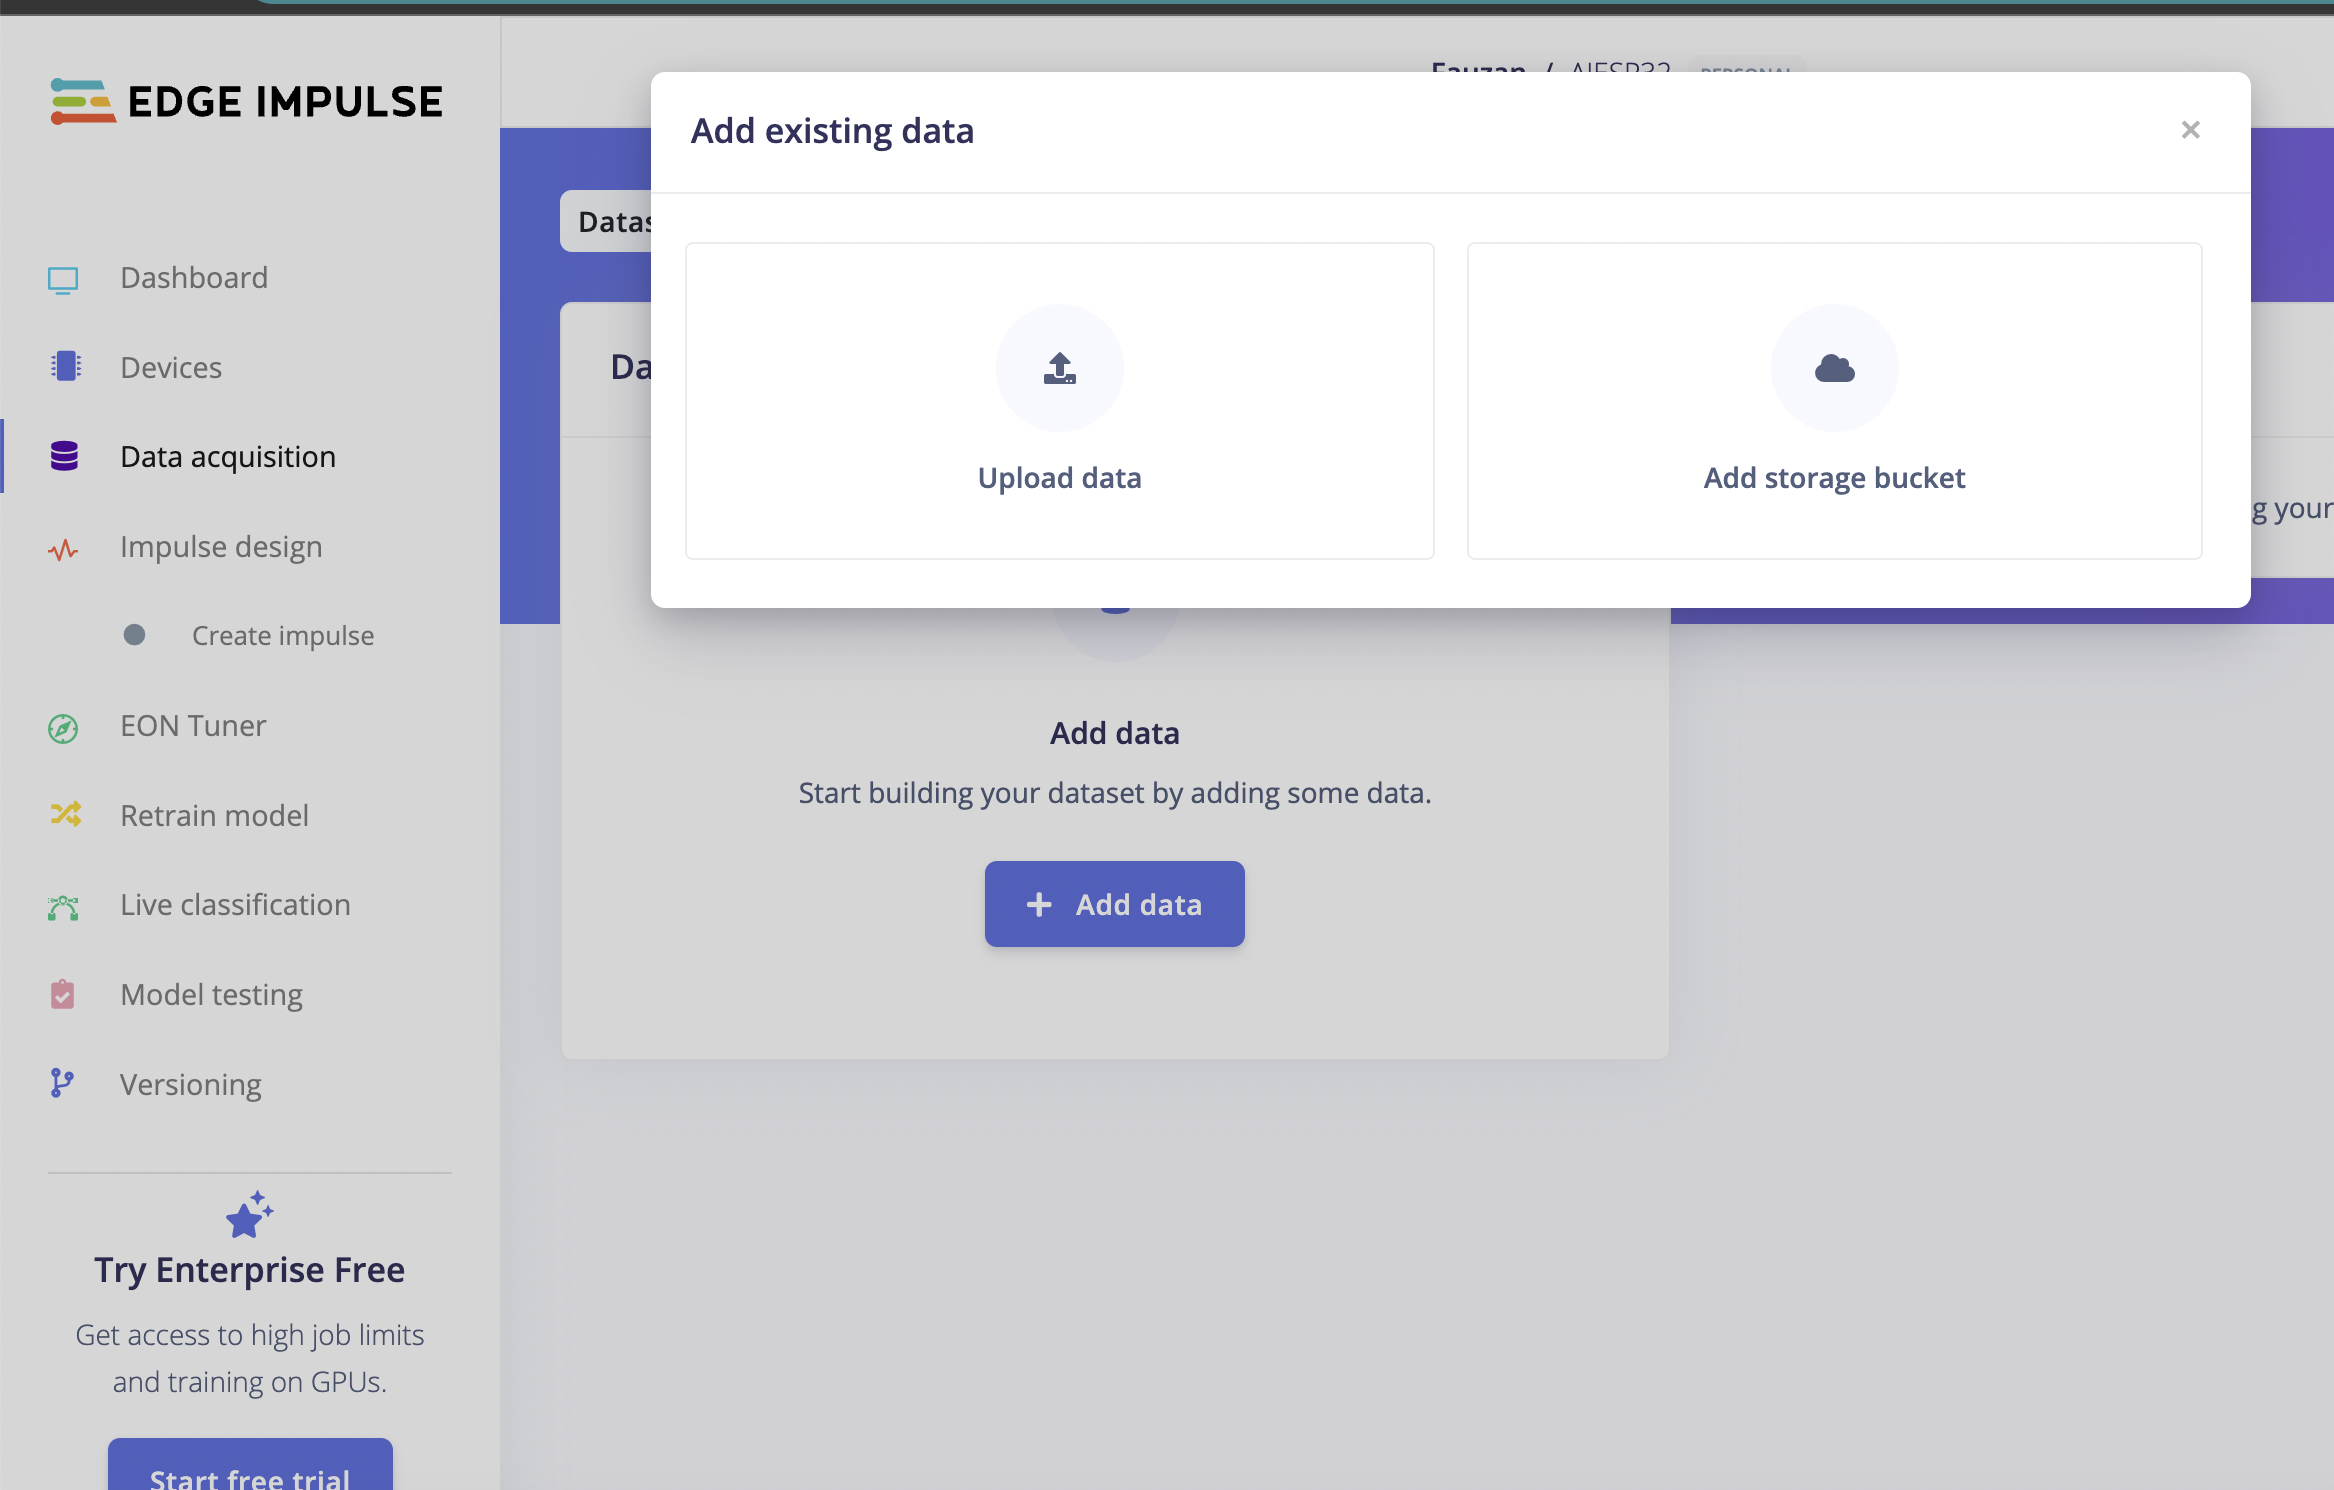 EDGE IMPULSE
Dashboard
Devices
Data acquisition
Impulse design
Create impulse
EON Tuner
Retrain model
Live classification
Model testing
Versioning
Try Enterprise Free
Get access to high job limits
and training on GPUs.
Start free trial
Fauzan / AIESP32 PERSONAL
Add existing data
Upload data
Add storage bucket
g your
Add data
Start building your dataset by adding some data.
+ Add data